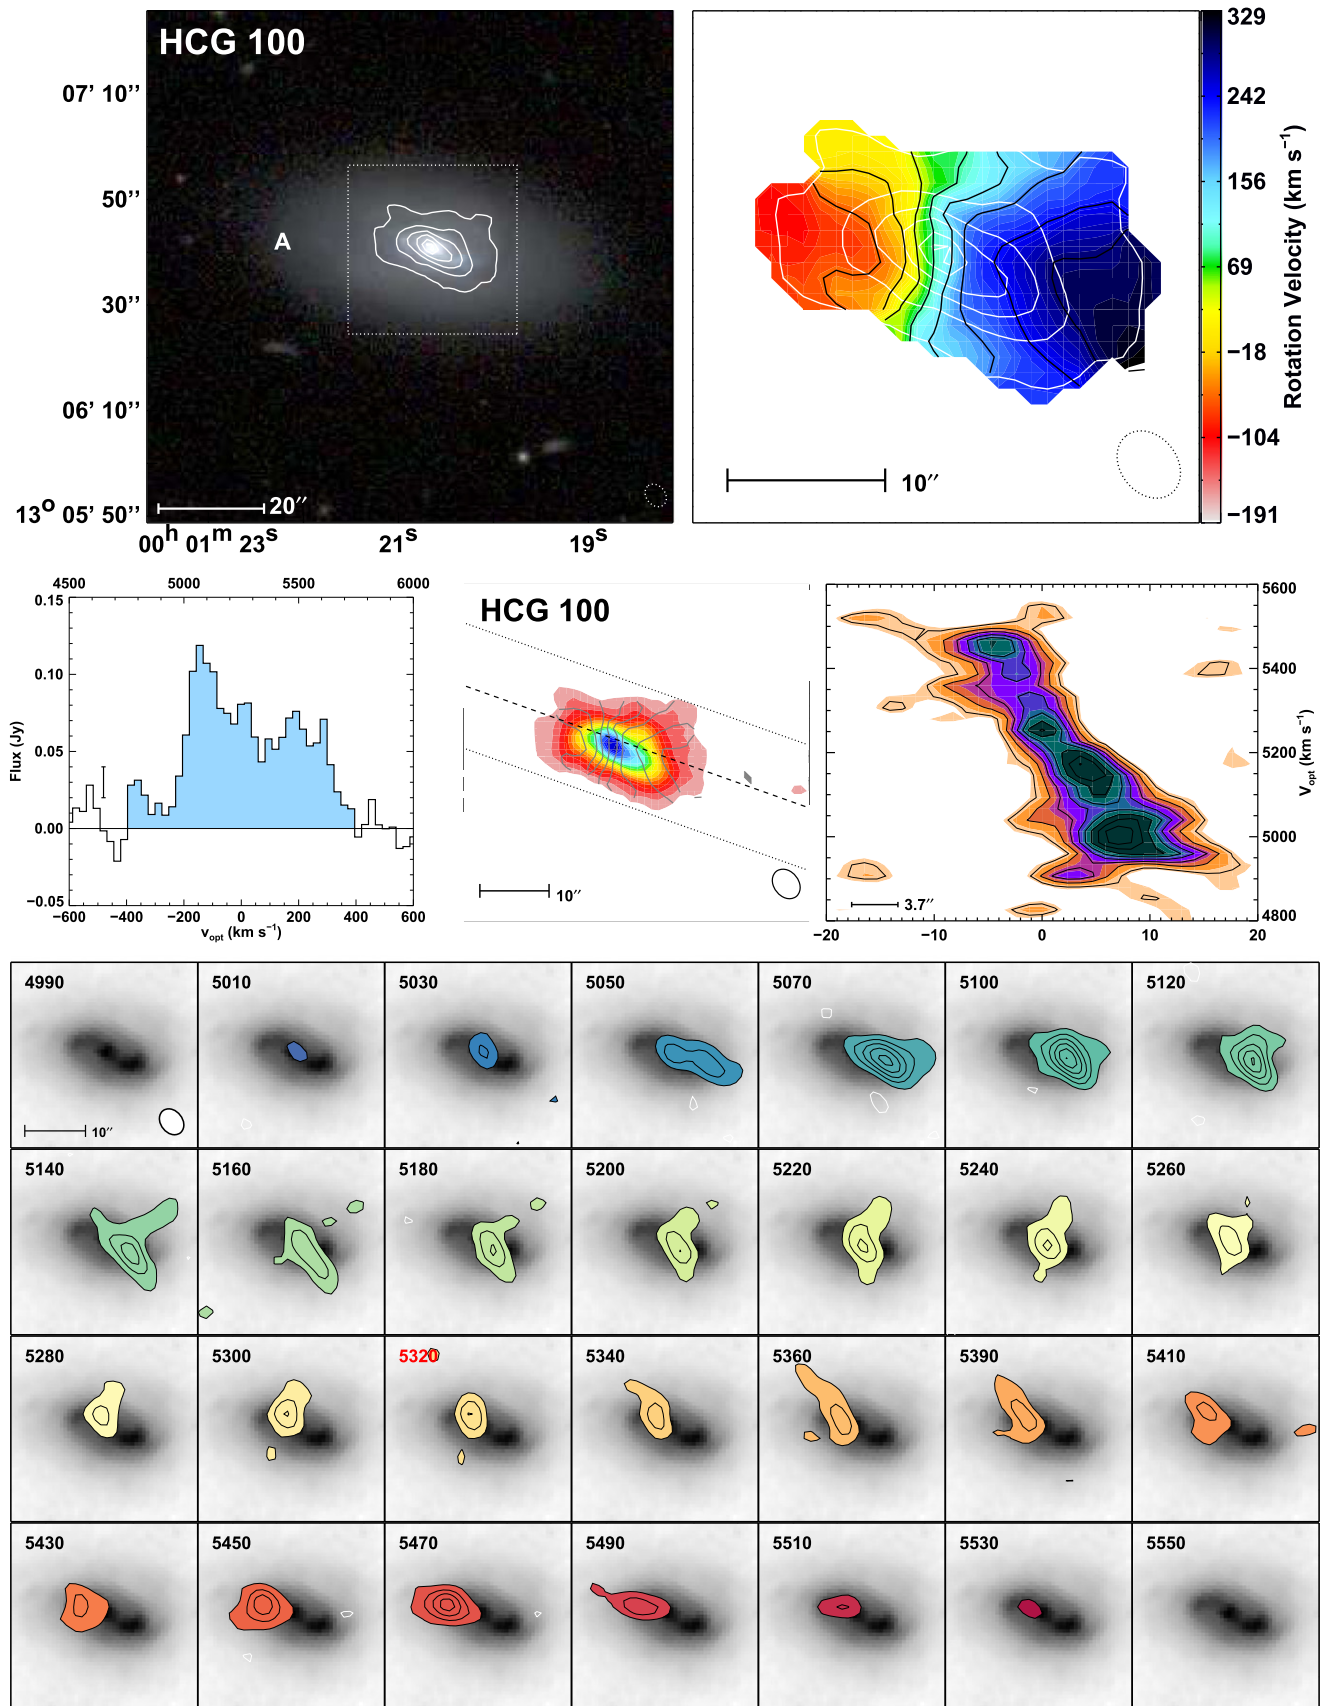 HCG 100
07' 10''
50''
A
30''
06' 10''
13° 05' 50''
20''
00h 01m 23s 21s 19s
10''
329
242
156
69
−18
−104
−191
Rotation Velocity (km s−1)
4500 5000 5500 6000
0.15
0.10
0.05
0.00
−0.05
Flux (Jy)
−600 −400 −200 0 200 400 600
vopt (km s−1)
HCG 100
10''
5600
5400
5200
5000
4800
vopt (km s−1)
3.7''
−20 −10 0 10 20
4990 5010 5030 5050 5070 5100 5120
10''
5140 5160 5180 5200 5220 5240 5260
5280 5300 5320 5340 5360 5390 5410
5430 5450 5470 5490 5510 5530 5550